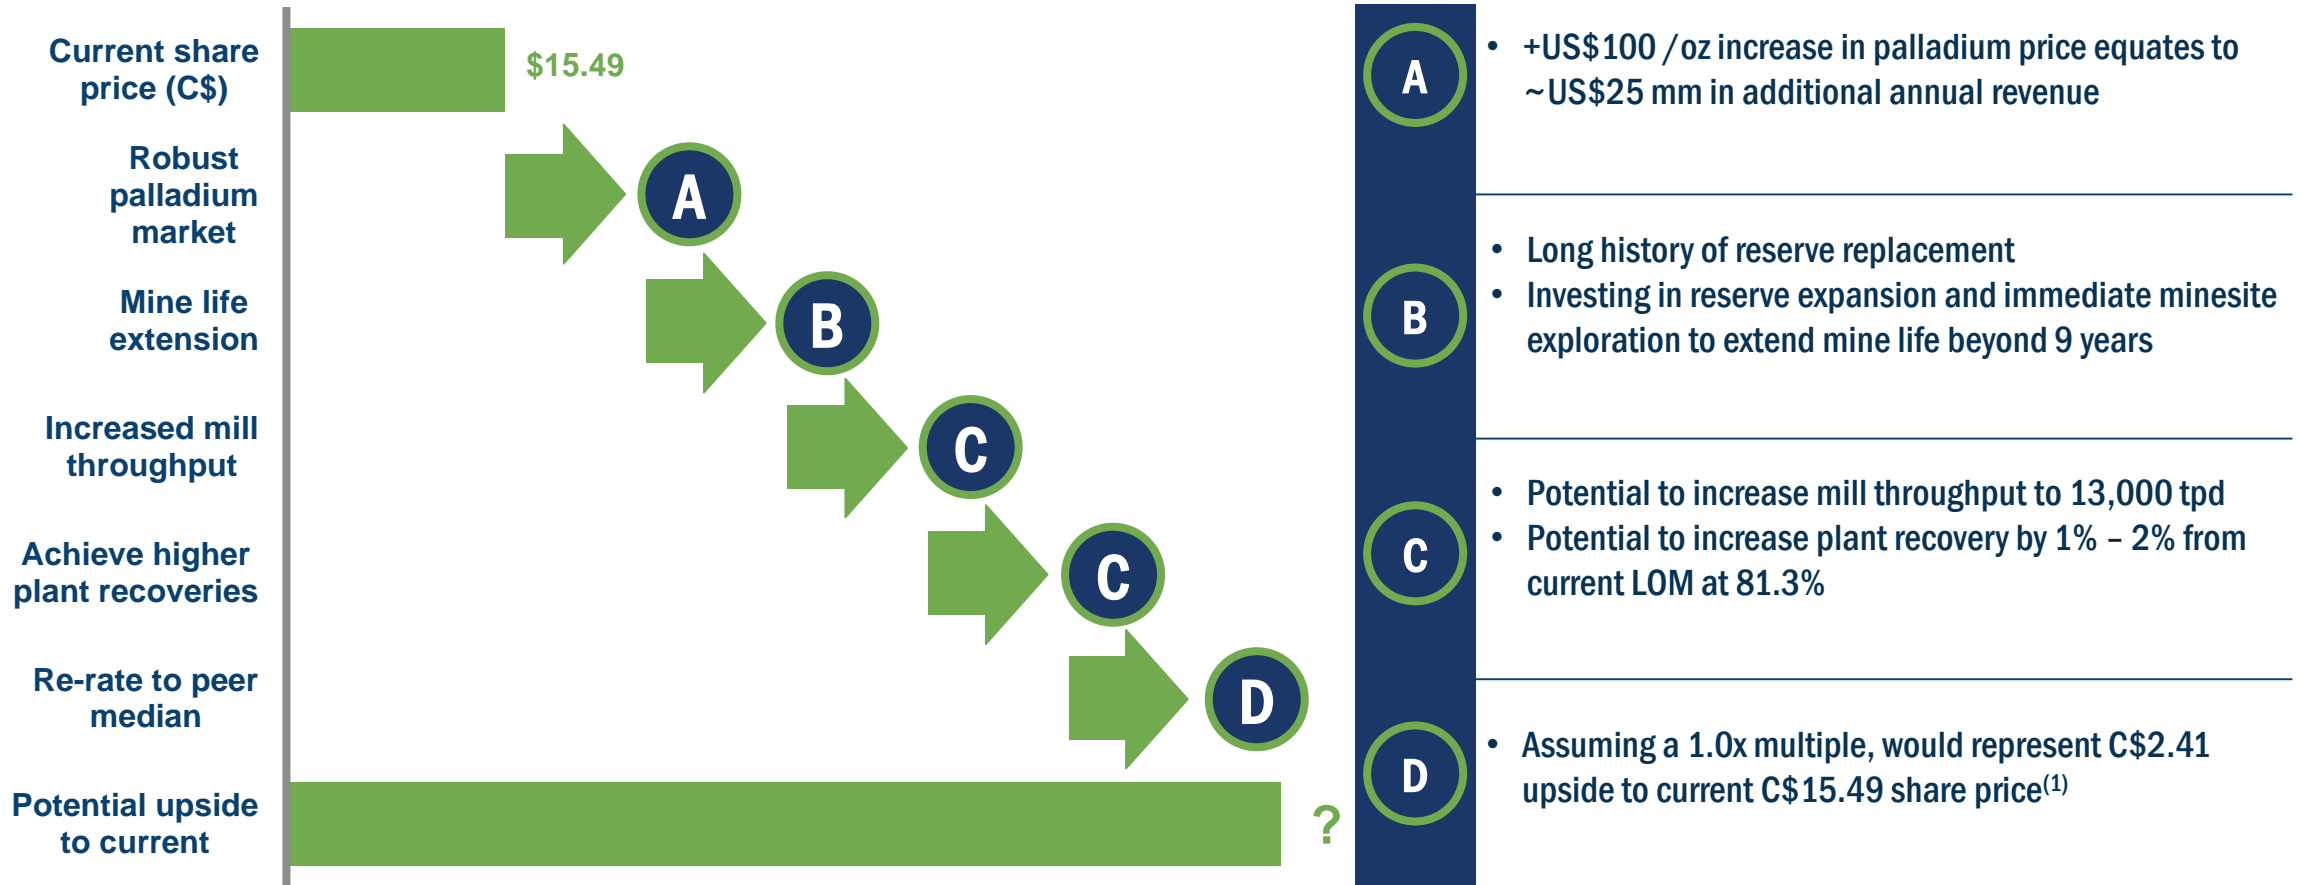 Current share
price (C$)
$15.49
Robust
palladium
market
A
Mine life
extension
B
Increased mill
throughput
C
Achieve higher
plant recoveries
C
Re-rate to peer
median
D
Potential upside
to current
?
A
• +US$100 /oz increase in palladium price equates to
~US$25 mm in additional annual revenue
B
• Long history of reserve replacement
• Investing in reserve expansion and immediate minesite
exploration to extend mine life beyond 9 years
C
• Potential to increase mill throughput to 13,000 tpd
• Potential to increase plant recovery by 1% – 2% from
current LOM at 81.3%
D
• Assuming a 1.0x multiple, would represent C$2.41
upside to current C$15.49 share price(1)